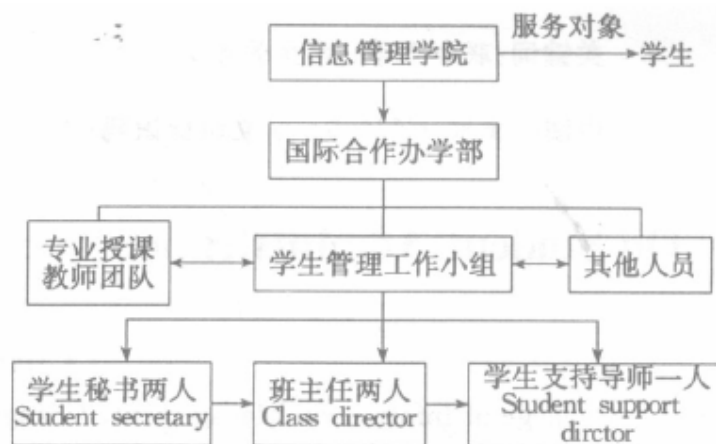 服务对象
信息管理学院
学生
国际合作办学部
专业授课
教师团队
学生管理工作小组
其他人员
学生秘书两人
Student secretary
班主任两人
Class director
学生支持导师一人
Student support
dirctor